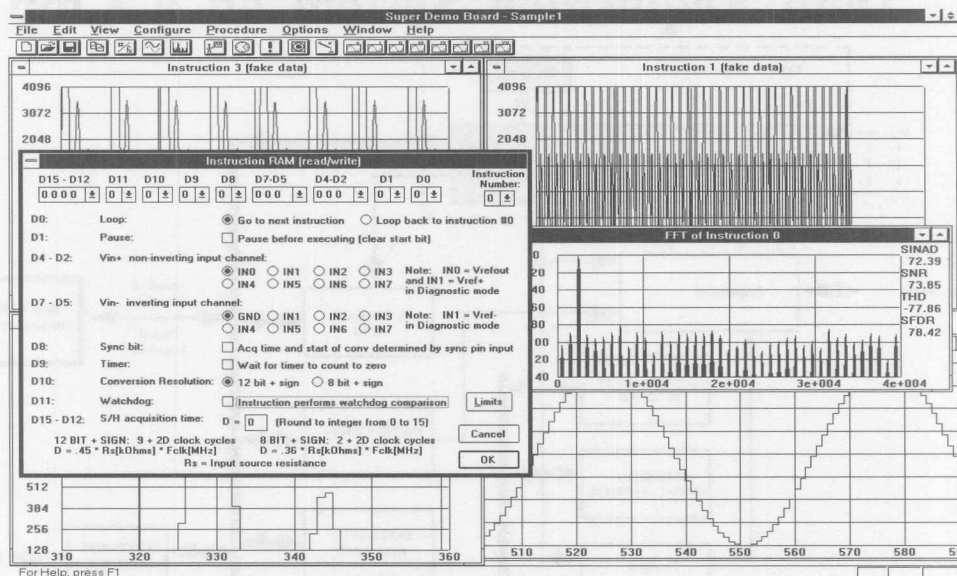 Super Demo Board - Sample1
File Edit View Configure Procedure Options Window Help
Instruction 3 (fake data)
4096
3072
2048
Instruction 1 (fake data)
4096
3072
2048
Instruction RAM (read/write)
D15 - D12 D11 D10 D9 D8 D7-D5 D4-D2 D1 D0 Instruction Number:
0000 0 0 0 0 000 000 0 0 0
D0: Loop: Go to next instruction Loop back to instruction #0
D1: Pause: Pause before executing (clear start bit)
D4 - D2: Vin+ non-inverting input channel:
IN0 IN1 IN2 IN3 Note: IN0 = Vrefout
IN4 IN5 IN6 IN7 and IN1 = Vref+
in Diagnostic mode
D7 - D5: Vin- inverting input channel:
GND IN1 IN2 IN3 Note: IN1 = Vref-
IN4 IN5 IN6 IN7 in Diagnostic mode
D8: Sync bit: Acq time and start of conv determined by sync pin input
D9: Timer: Wait for timer to count to zero
D10: Conversion Resolution: 12 bit + sign 8 bit + sign
D11: Watchdog: Instruction performs watchdog comparison Limits
D15 - D12: S/H acquisition time: D = 0 (Round to integer from 0 to 15)
Cancel
12 BIT + SIGN: 9 + 2D clock cycles 8 BIT + SIGN: 2 + 2D clock cycles
D = .45 * Rs[kOhms] * Fclk[MHz] D = .36 * Rs[kOhms] * Fclk[MHz]
Rs = Input source resistance
OK
FFT of Instruction 0
0
20
40
60
80
00
20
40
0 1e+004 2e+004 3e+004 4e+004
SINAD
72.39
SNR
73.85
THD
-77.86
SFDR
78.42
512
384
256
128
310 320 330 340 350 360
510 520 530 540 550 560 570 580
For Help, press F1